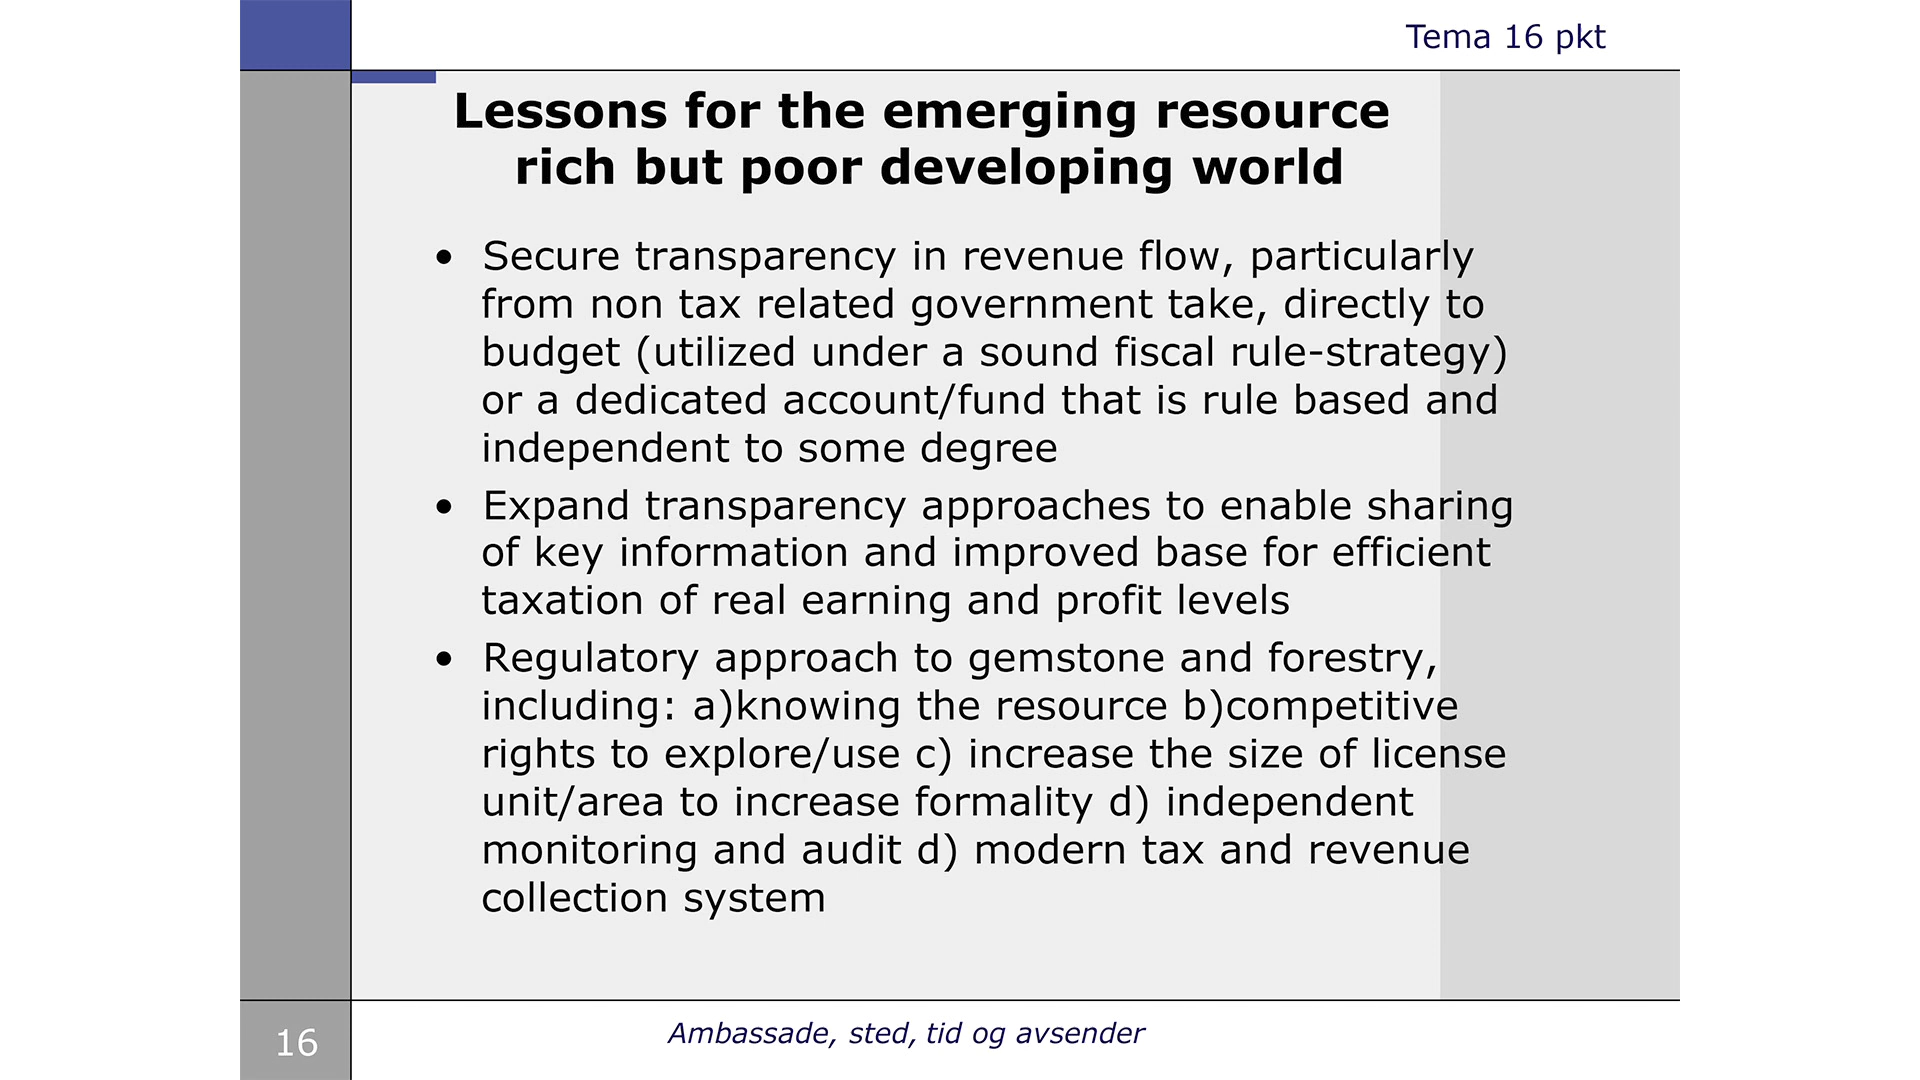 Tema 16 pkt
Lessons for the emerging resource
rich but poor developing world
• Secure transparency in revenue flow, particularly
from non tax related government take, directly to
budget (utilized under a sound fiscal rule-strategy)
or a dedicated account/fund that is rule based and
independent to some degree
• Expand transparency approaches to enable sharing
of key information and improved base for efficient
taxation of real earning and profit levels
• Regulatory approach to gemstone and forestry,
including: a)knowing the resource b)competitive
rights to explore/use c) increase the size of license
unit/area to increase formality d) independent
monitoring and audit d) modern tax and revenue
collection system
16
Ambassade, sted, tid og avsender